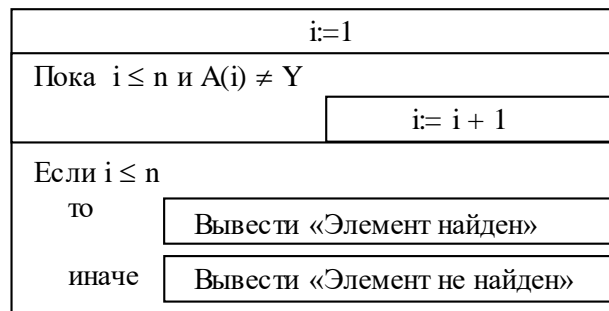 i:=1
Пока i ≤ n и A(i) ≠ Y
i:= i + 1
Если i ≤ n
то
Вывести «Элемент найден»
иначе
Вывести «Элемент не найден»